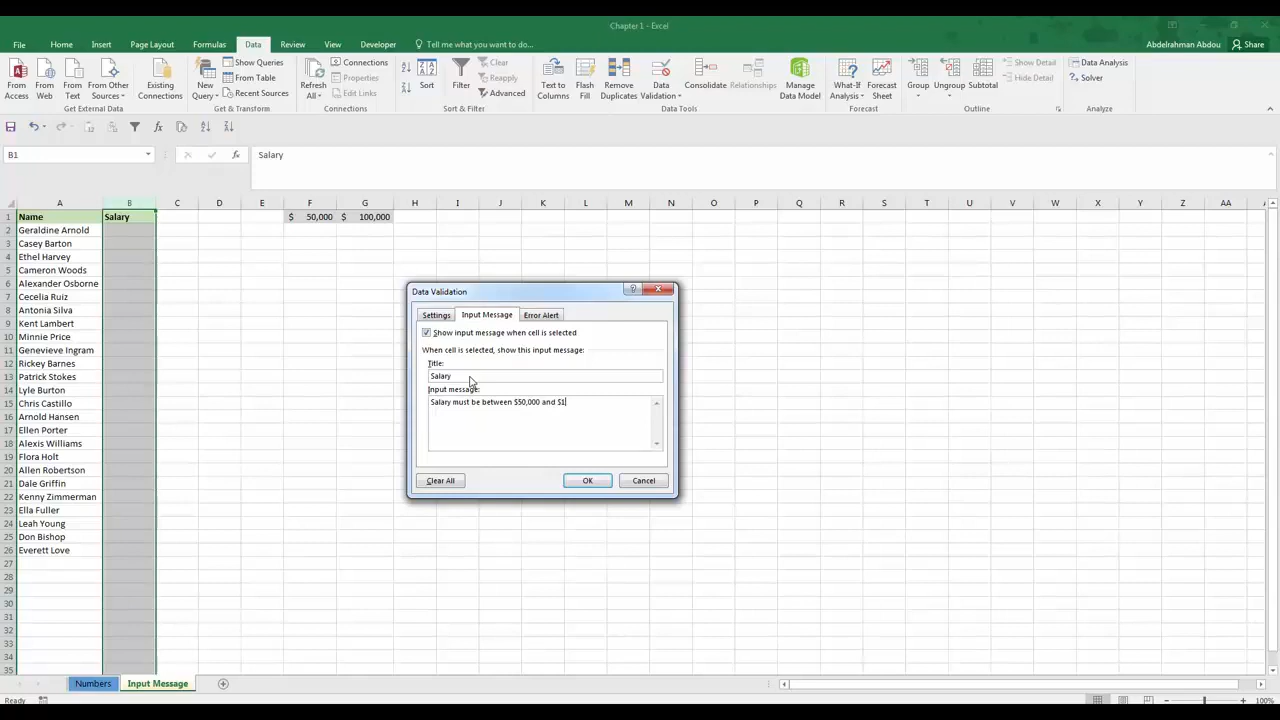 Chapter 1 - Excel
File Home Insert Page Layout Formulas Data Review View Developer Tell me what you want to do... Abdelrahman Abdou Share
From Access
From Web
From Text
From Other Sources
Existing Connections
New Query
Show Queries
From Table
Recent Sources
Refresh All
Connections
Properties
Edit Links
Sort
Filter
Clear
Reapply
Advanced
Text to Columns
Flash Fill
Remove Duplicates
Data Validation
Consolidate
Relationships
Manage Data Model
What-If Analysis
Forecast Sheet
Group
Ungroup
Subtotal
Show Detail
Hide Detail
Data Analysis
Solver
Get External Data Get & Transform Connections Sort & Filter Data Tools Forecast Outline Analyze
B1 Salary
A B C D E F G H I J K L M N O P Q R S T U V W X Y Z AA
1 Name Salary $ 50,000 $ 100,000
2 Geraldine Arnold
3 Casey Barton
4 Ethel Harvey
5 Cameron Woods
6 Alexander Osborne
7 Cecelia Ruiz
8 Antonia Silva
9 Kent Lambert
10 Minnie Price
11 Genevieve Ingram
12 Rickey Barnes
13 Patrick Stokes
14 Lyle Burton
15 Chris Castillo
16 Arnold Hansen
17 Ellen Porter
18 Alexis Williams
19 Flora Holt
20 Allen Robertson
21 Dale Griffin
22 Kenny Zimmerman
23 Ella Fuller
24 Leah Young
25 Don Bishop
26 Everett Love
27
28
29
30
31
32
33
34
35
Data Validation
Settings Input Message Error Alert
Show input message when cell is selected
When cell is selected, show this input message:
Title:
Salary
Input message:
Salary must be between $50,000 and $1
Clear All OK Cancel
Numbers Input Message
Ready 100%